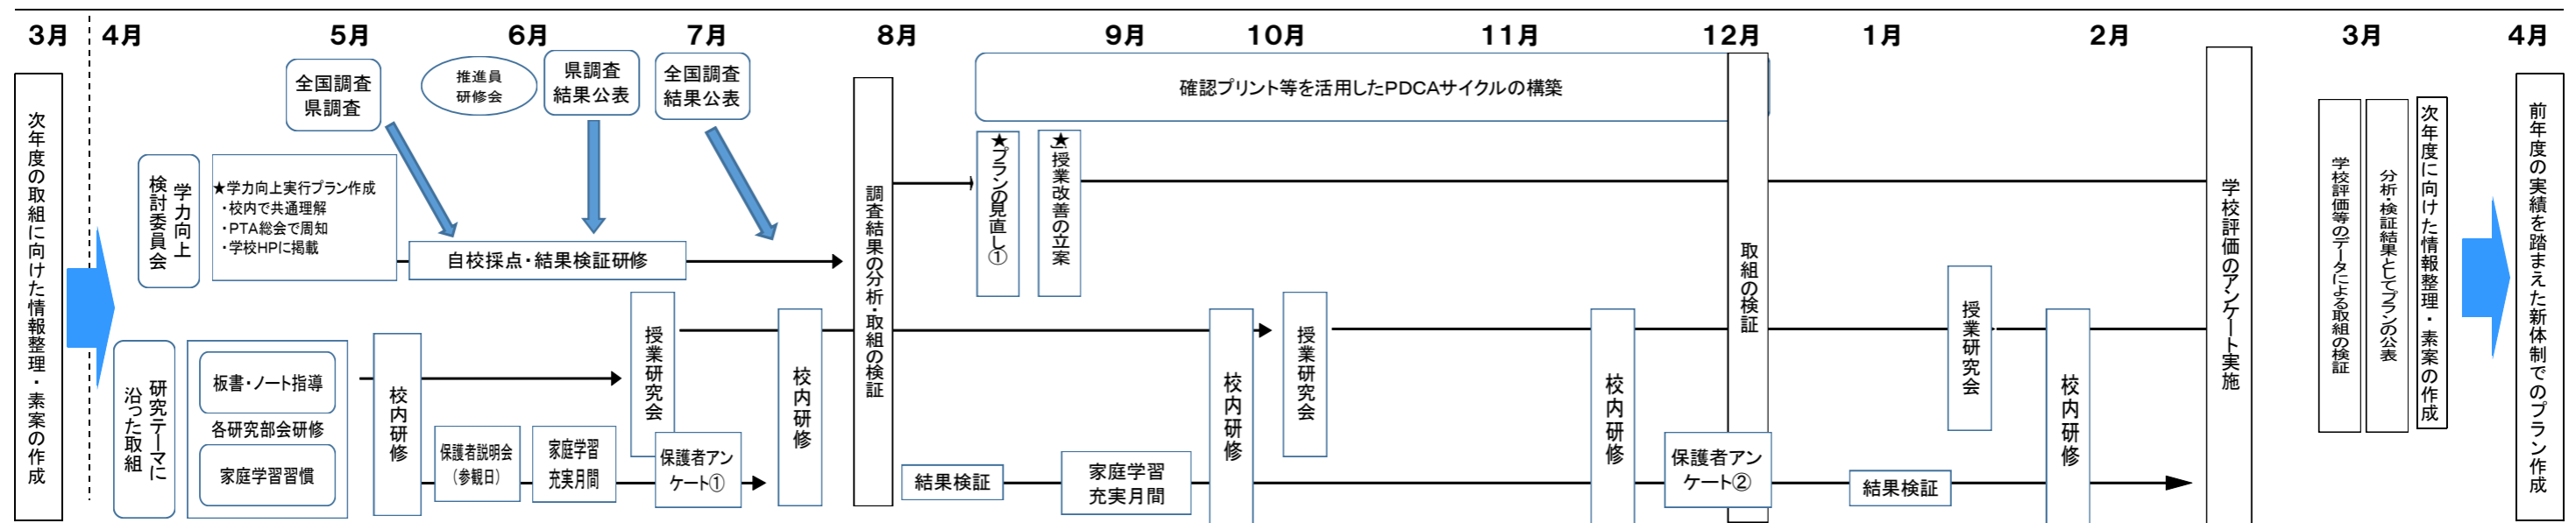 3月
4月
5月
6月
7月
8月
9月
10月
11月
12月
1月
2月
3月
4月
次年度の取組に向けた情報整理・素案の作成
全国調査
県調査
推進員
研修会
県調査
結果公表
全国調査
結果公表
確認プリント等を活用したPDCAサイクルの構築
学力向上
検討委員会
★学力向上実行プラン作成
・校内で共通理解
・PTA総会で周知
・学校HPに掲載
自校採点・結果検証研修
調査結果の分析・取組の検証
★プランの見直し①
★授業改善の立案
取組の検証
学校評価のアンケート実施
学校評価等のデータによる取組の検証
分析・検証結果としてプランの公表
次年度に向けた情報整理・素案の作成
前年度の実績を踏まえた新体制でのプラン作成
研究テーマに
沿った取組
板書・ノート指導
各研究部会研修
家庭学習習慣
校内研修
保護者説明会
(参観日)
家庭学習
充実月間
授業研究会
保護者アン
ケート①
校内研修
結果検証
家庭学習
充実月間
校内研修
授業研究会
校内研修
保護者アン
ケート②
結果検証
授業研究会
校内研修